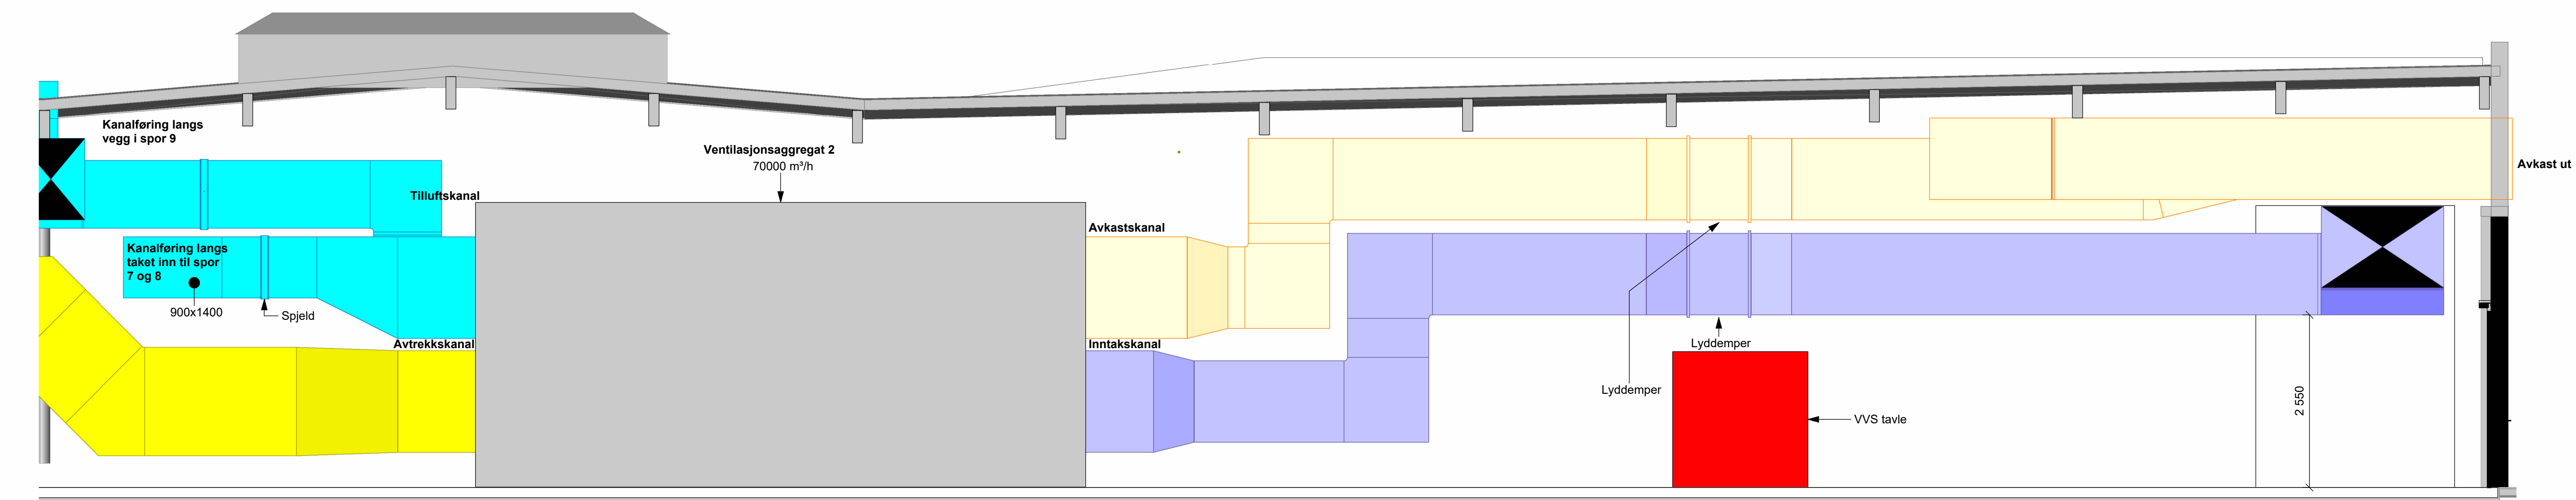 Kanalføring langs
vegg i spor 9
Ventilasjonsaggregat 2
70000 m³/h
Avkast ut
Tilluftskanal
Avkastskanal
Kanalføring langs
taket inn til spor
7 og 8
900x1400
Spjeld
Avtrekkskanal
Inntakskanal
Lyddemper
Lyddemper
2 550
VVS tavle